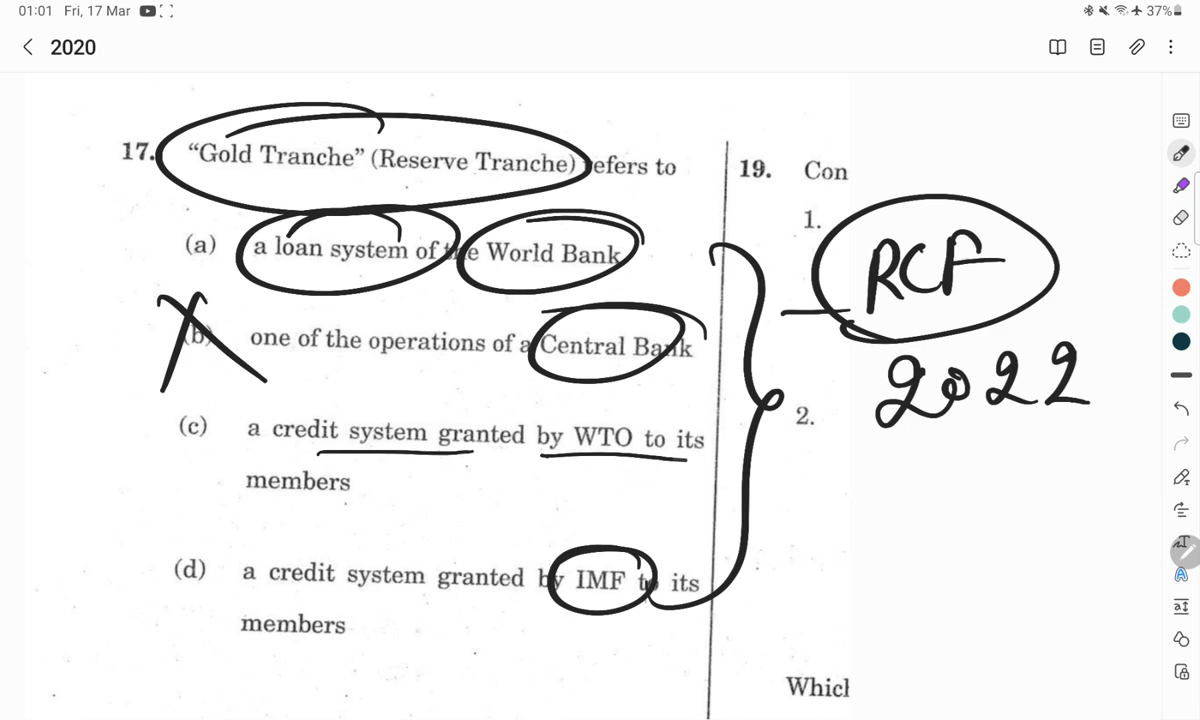 01:01 Fri, 17 Mar
37%
2020
17. "Gold Tranche" (Reserve Tranche) refers to
(a) a loan system of the World Bank
(b) one of the operations of a Central Bank
(c) a credit system granted by WTO to its
members
(d) a credit system granted by IMF to its
members
19. Con
1.
RCF
2022
2.
Which